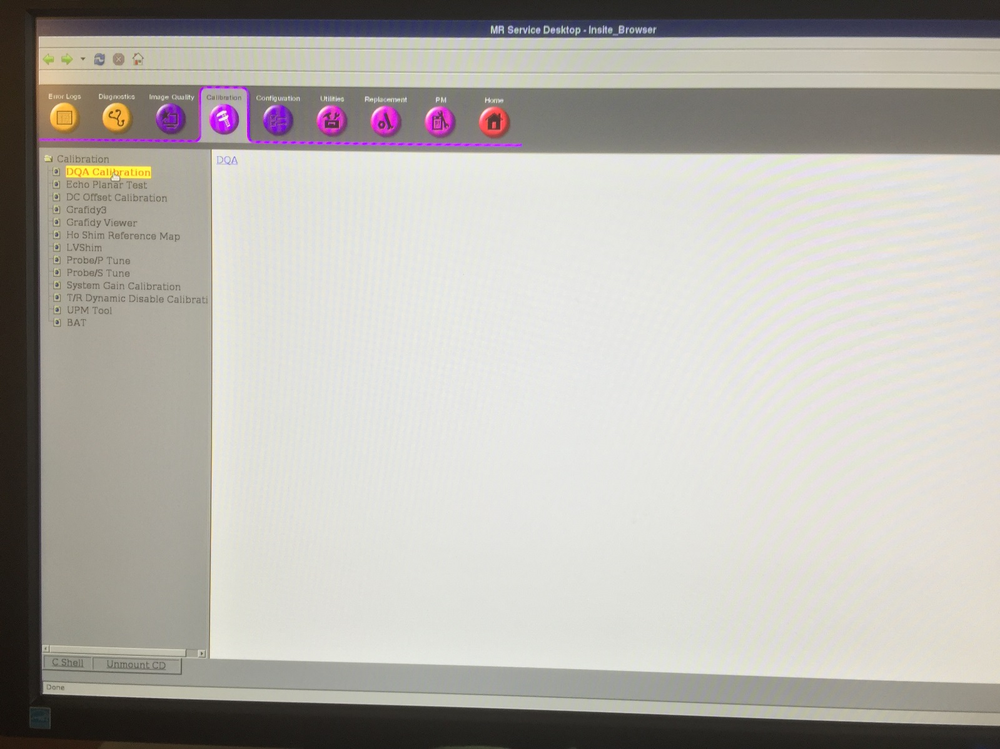 MR Service Desktop - Insite_Browser
Error Logs
Diagnostics
Image Quality
Calibration
Configuration
Utilities
Replacement
PM
Home
Calibration
DQA Calibration
Echo Planar Test
DC Offset Calibration
Grafidy3
Grafidy Viewer
Ho Shim Reference Map
LVShim
Probe/P Tune
Probe/S Tune
System Gain Calibration
T/R Dynamic Disable Calibrati
UPM Tool
BAT
DQA
C Shell
Unmount CD
Done